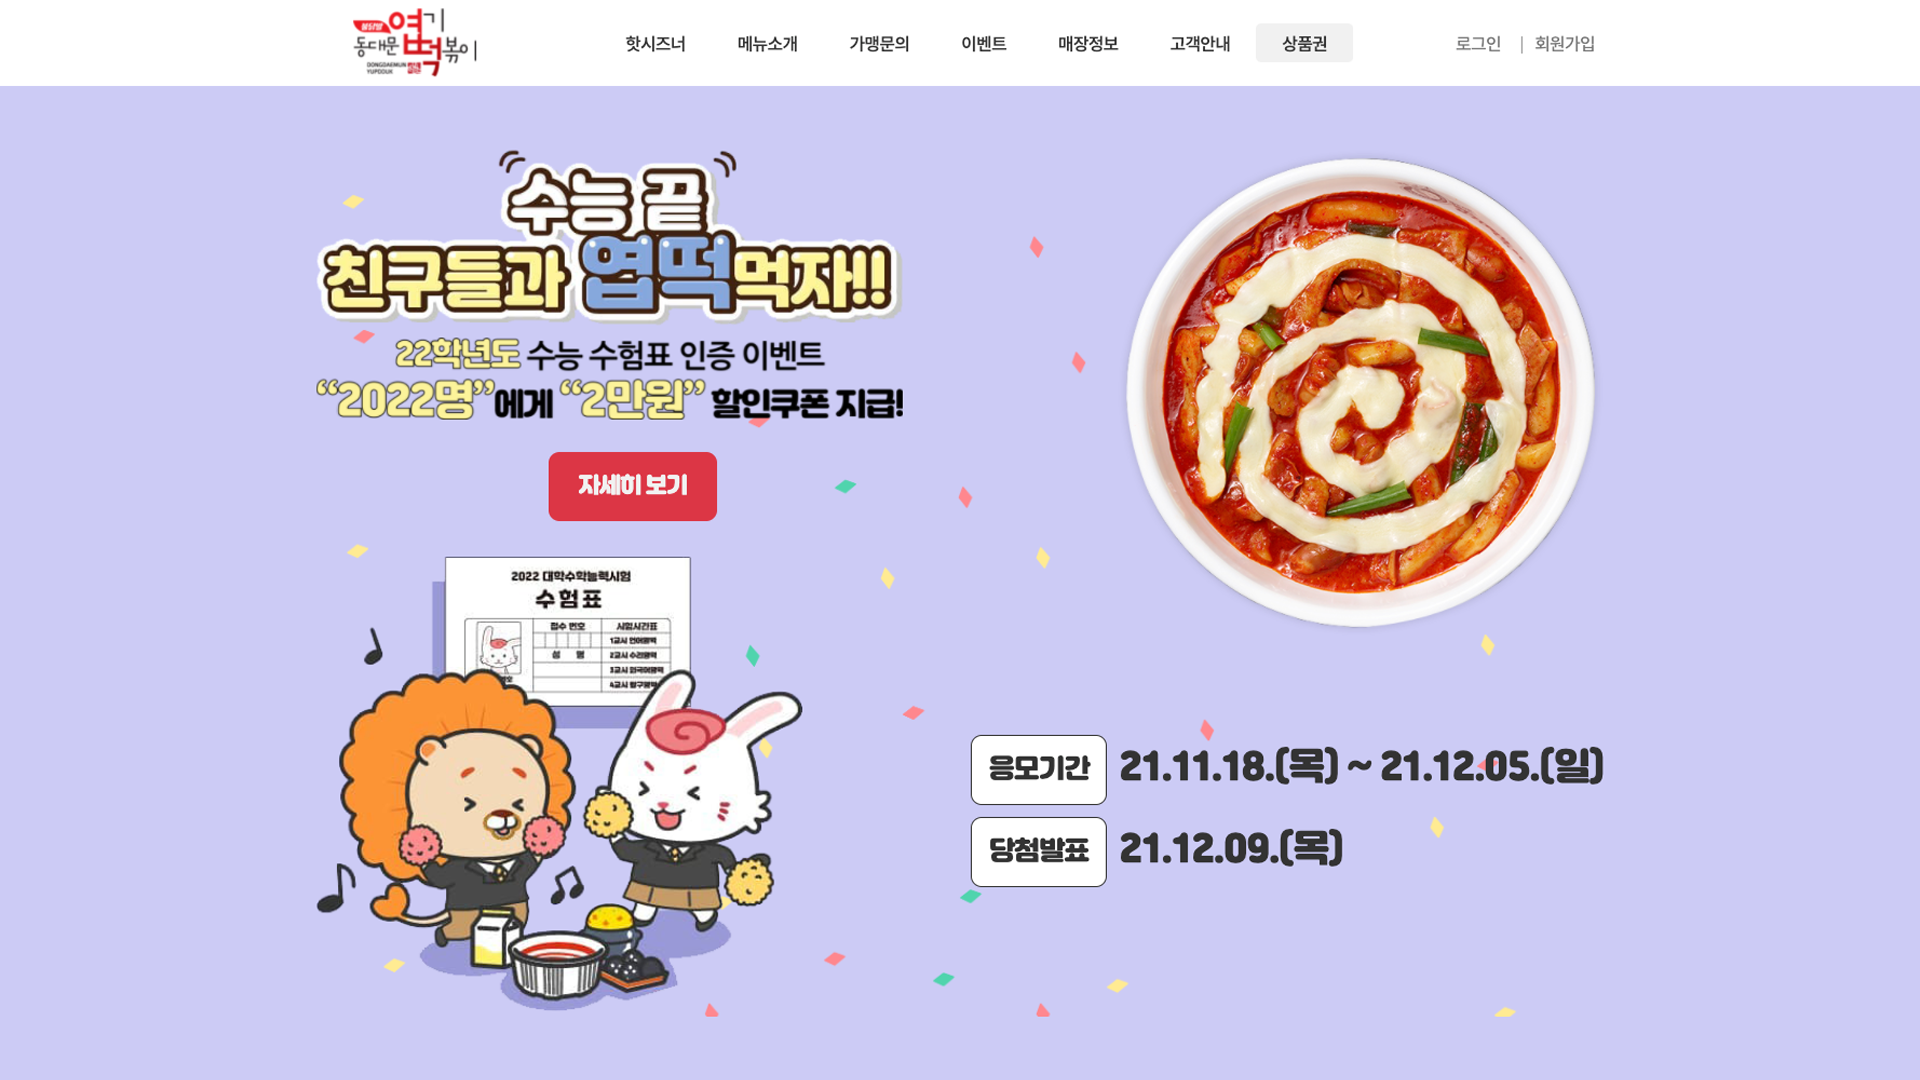 불닭발
동대문 엽기떡볶이
DONGDAEMUN
YUPDDUK
핫시즈너 메뉴소개 가맹문의 이벤트 매장정보 고객안내 상품권 로그인 | 회원가입
수능 끝
친구들과 엽떡먹자!!
22학년도 수능 수험표 인증 이벤트
“2022명”에게 “2만원” 할인쿠폰 지급!
자세히 보기
2022 대학수학능력시험
수험표
접수 번호 시험시간표
1교시 언어영역
성 명 2교시 수리영역
3교시 외국어영역
4교시 탐구영역
응모기간 21.11.18.(목) ~ 21.12.05.(일)
당첨발표 21.12.09.(목)